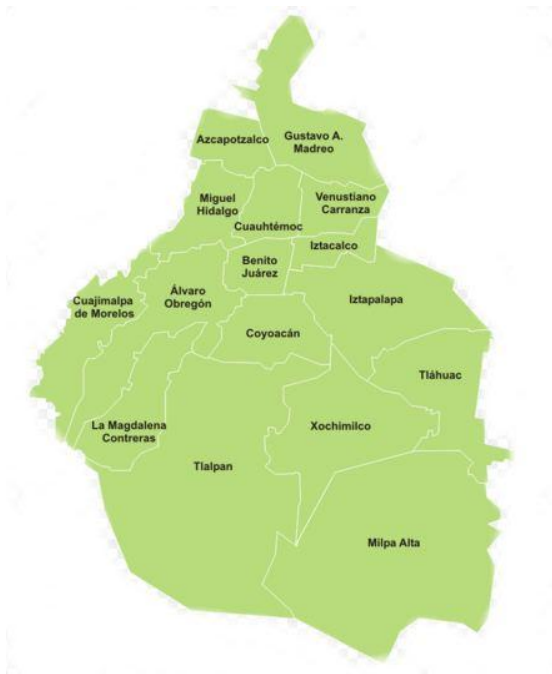 Azcapotzalco
Gustavo A.
Madreo
Miguel
Hidalgo
Cuauhtémoc
Venustiano
Carranza
Iztacalco
Benito
Juárez
Cuajimalpa
de Morelos
Álvaro
Obregón
Iztapalapa
Coyoacán
Tláhuac
La Magdalena
Contreras
Xochimilco
Tlalpan
Milpa Alta